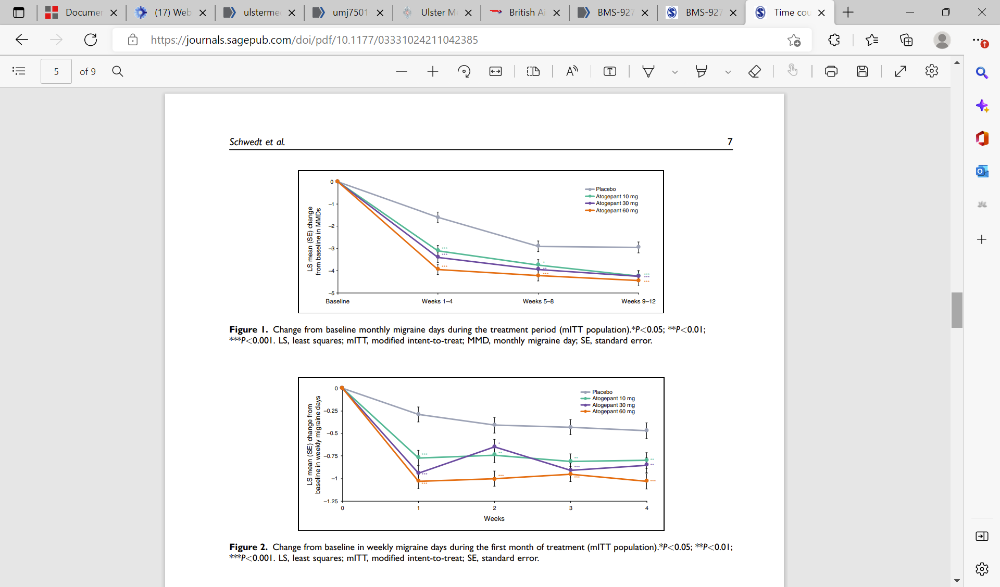 Documen
(17) Web
ulsterme
umj7501
Ulster M
British Ai
BMS-927
BMS-927
Time cou
https://journals.sagepub.com/doi/pdf/10.1177/03331024211042385
5 of 9
Schwedt et al.
7
0
−1
−2
−3
−4
−5
LS mean (SE) change
from baseline in MMDs
Placebo
Atogepant 10 mg
Atogepant 30 mg
Atogepant 60 mg
***
***
***
*
**
***
***
***
***
Baseline
Weeks 1–4
Weeks 5–8
Weeks 9–12
Figure 1. Change from baseline monthly migraine days during the treatment period (mITT population).*P<0.05; **P<0.01;
***P<0.001. LS, least squares; mITT, modified intent-to-treat; MMD, monthly migraine day; SE, standard error.
0
−0.25
−0.5
−0.75
−1
−1.25
LS mean (SE) change from
baseline in weekly migraine days
Placebo
Atogepant 10 mg
Atogepant 30 mg
Atogepant 60 mg
***
***
***
*
**
***
**
***
***
**
**
***
0
1
2
3
4
Weeks
Figure 2. Change from baseline in weekly migraine days during the first month of treatment (mITT population).*P<0.05; **P<0.01;
***P<0.001. LS, least squares; mITT, modified intent-to-treat; SE, standard error.